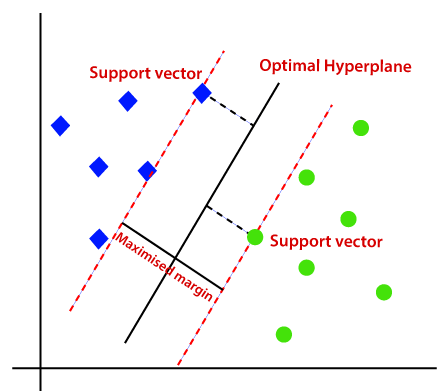 Optimal Hyperplane
Support vector
Support vector
Maximised margin